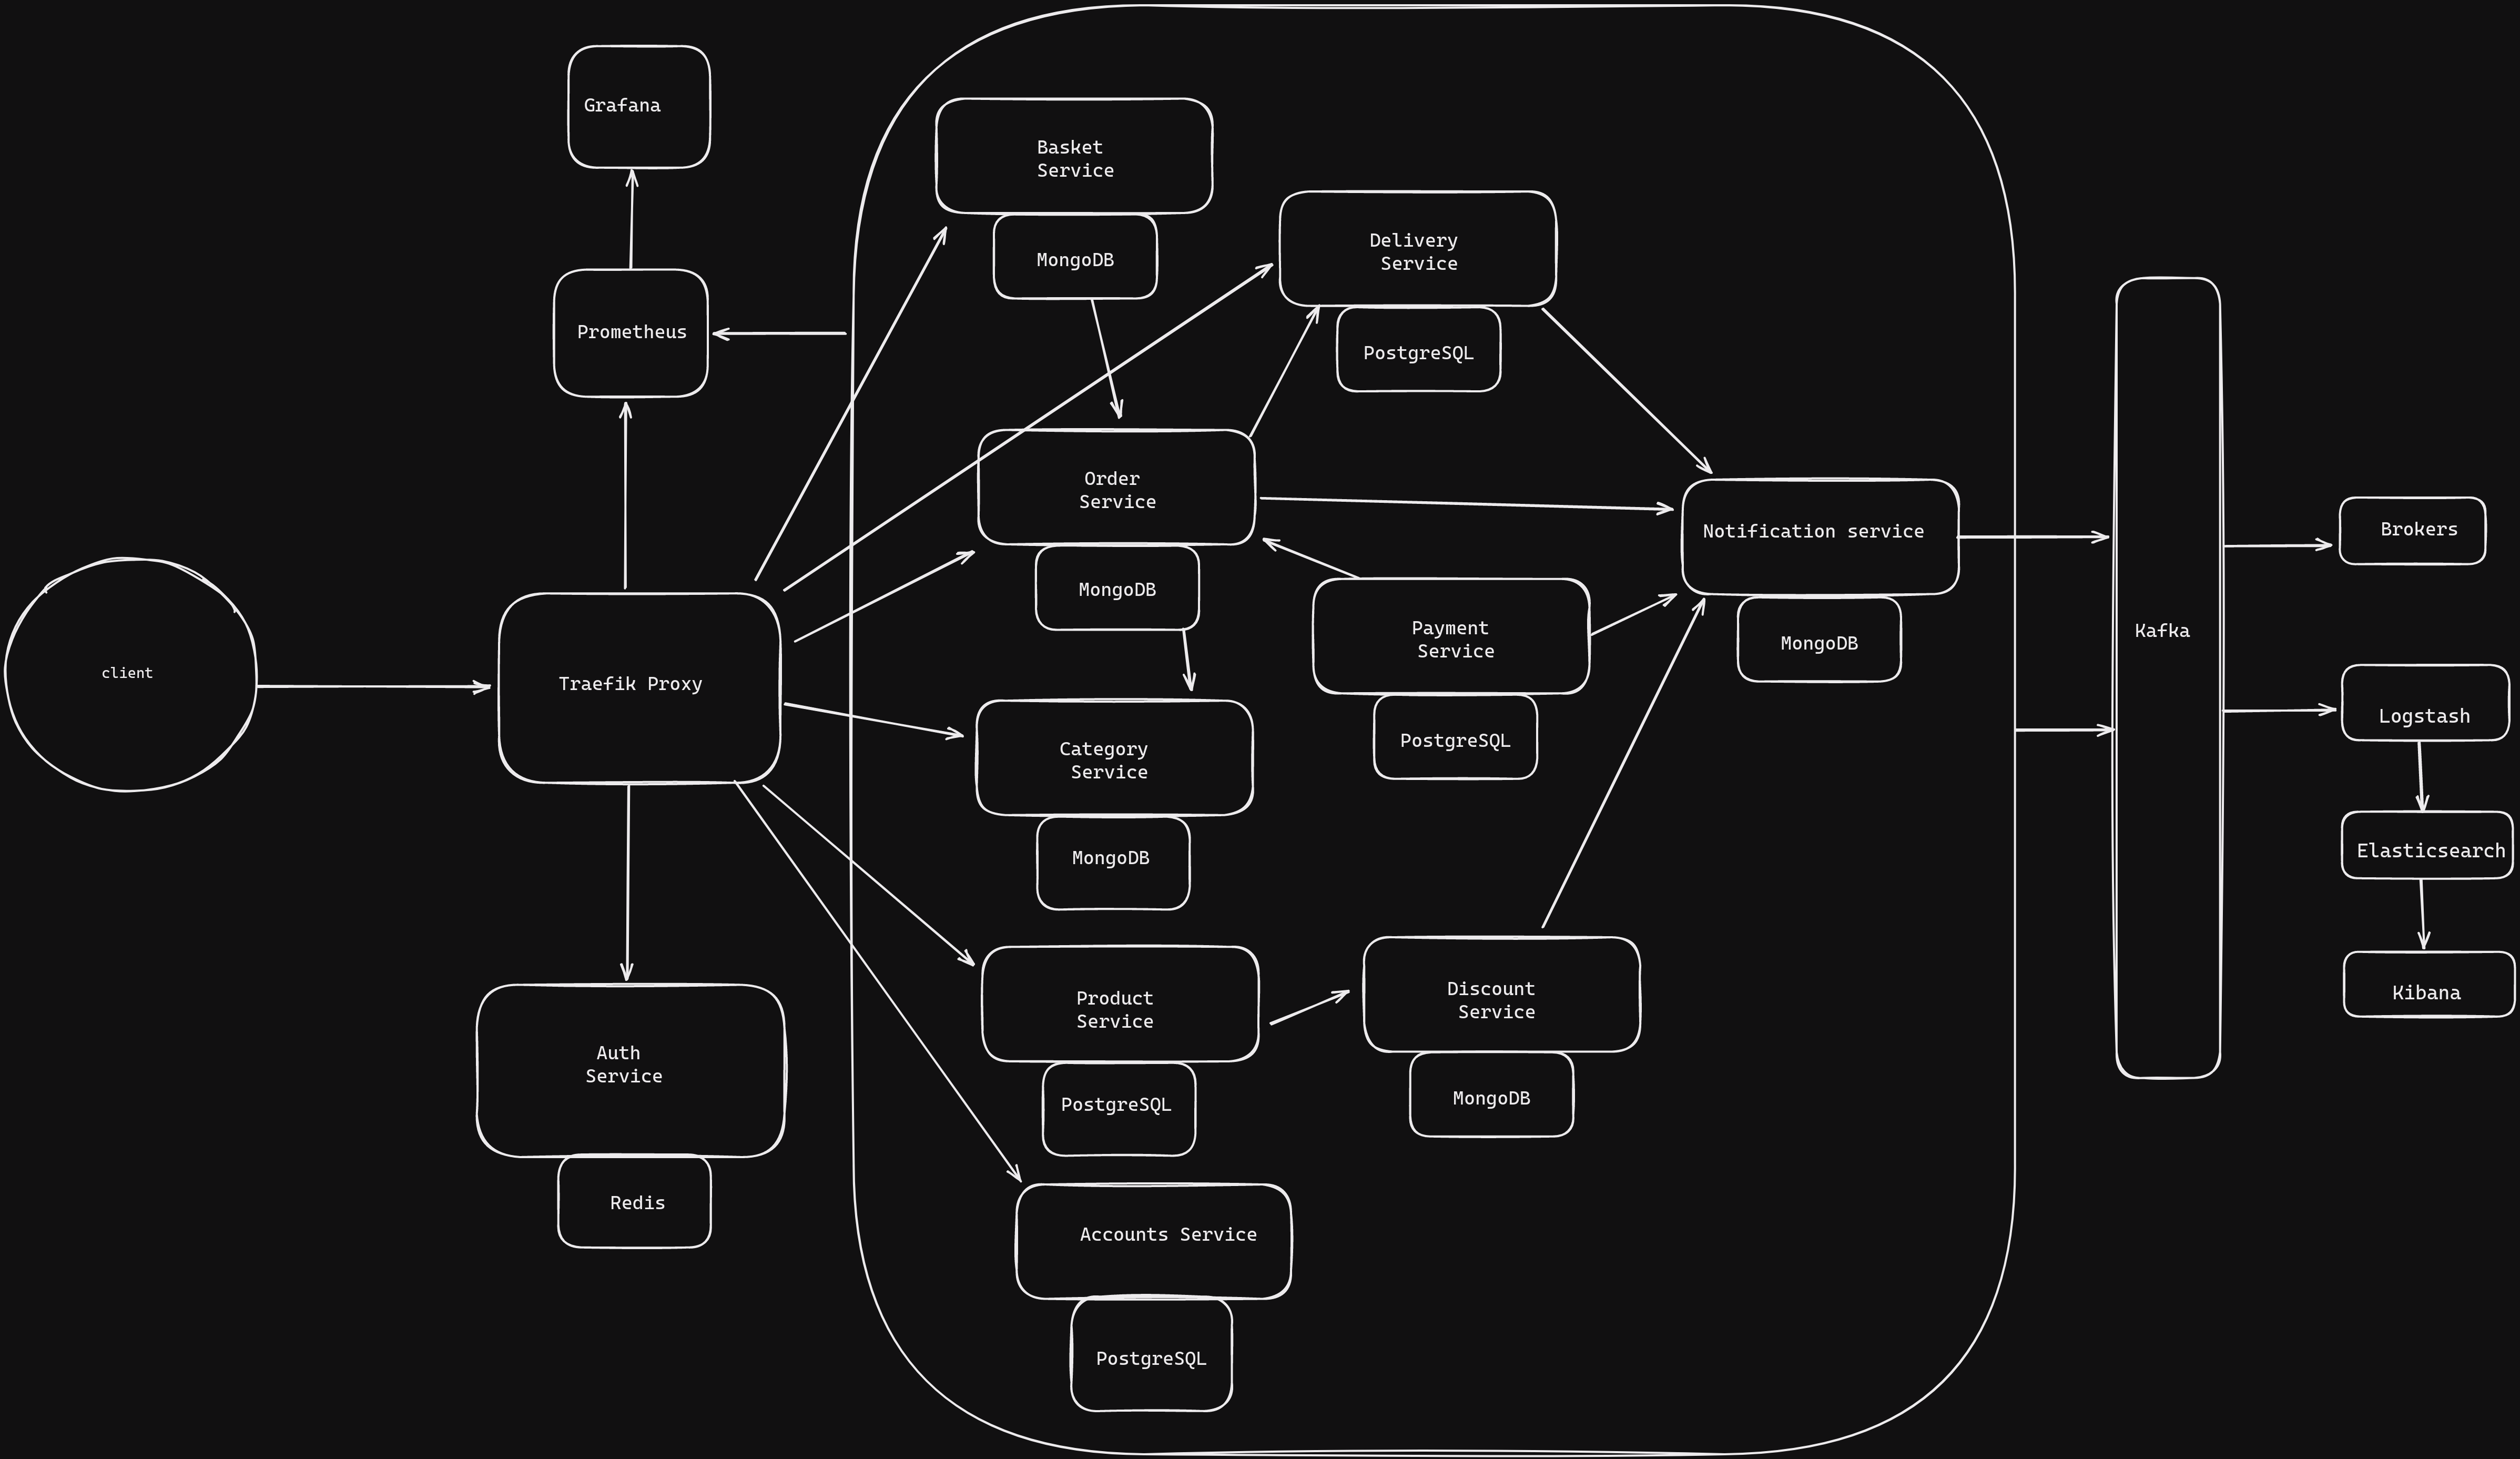 Grafana
Prometheus
client
Traefik Proxy
Auth
Service
Redis
Basket
Service
MongoDB
Delivery
Service
PostgreSQL
Order
Service
MongoDB
Payment
Service
PostgreSQL
Category
Service
MongoDB
Product
Service
PostgreSQL
Discount
Service
MongoDB
Accounts Service
PostgreSQL
Notification service
MongoDB
Kafka
Brokers
Logstash
Elasticsearch
Kibana